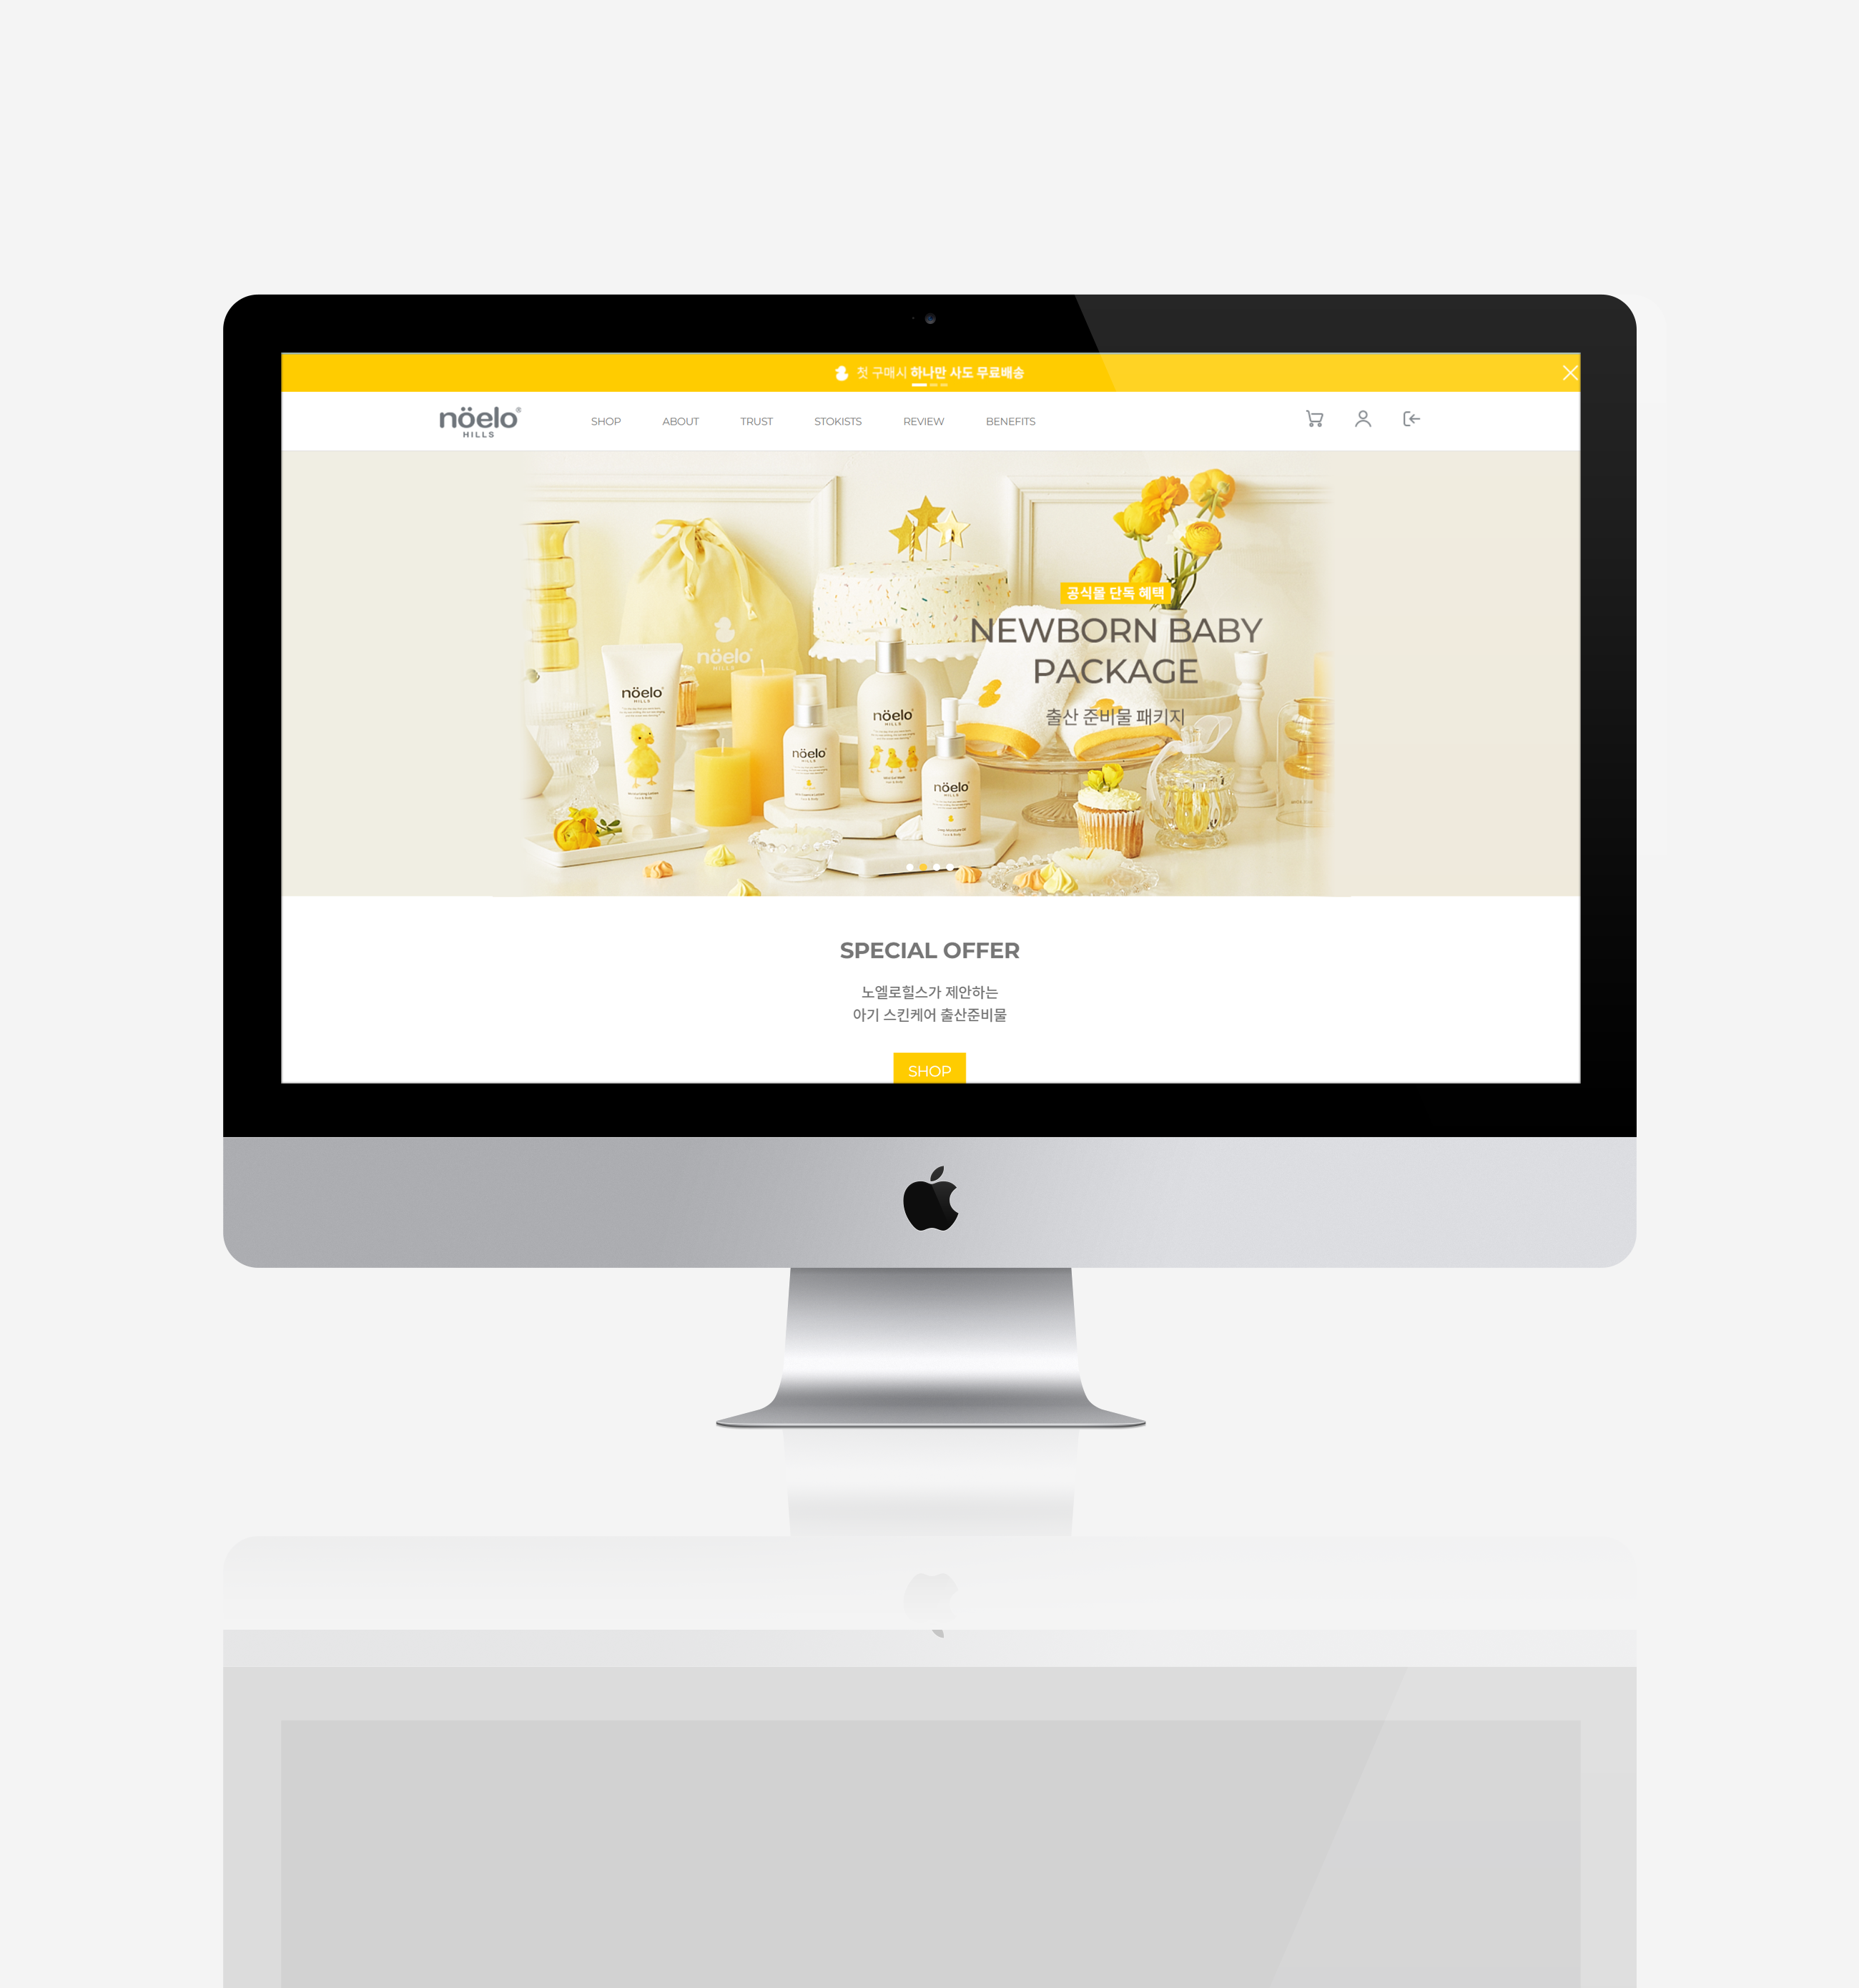 첫 구매시 하나만 사도 무료배송
nöelo®
HILLS
SHOP ABOUT TRUST STOKISTS REVIEW BENEFITS
공식몰 단독 혜택
NEWBORN BABY
PACKAGE
출산 준비물 패키지
nöelo
HILLS
nöelo
HILLS
Moisturizing Lotion
nöelo
HILLS
nöelo
HILLS
nöelo
HILLS
SPECIAL OFFER
노엘로힐스가 제안하는
아기 스킨케어 출산준비물
SHOP